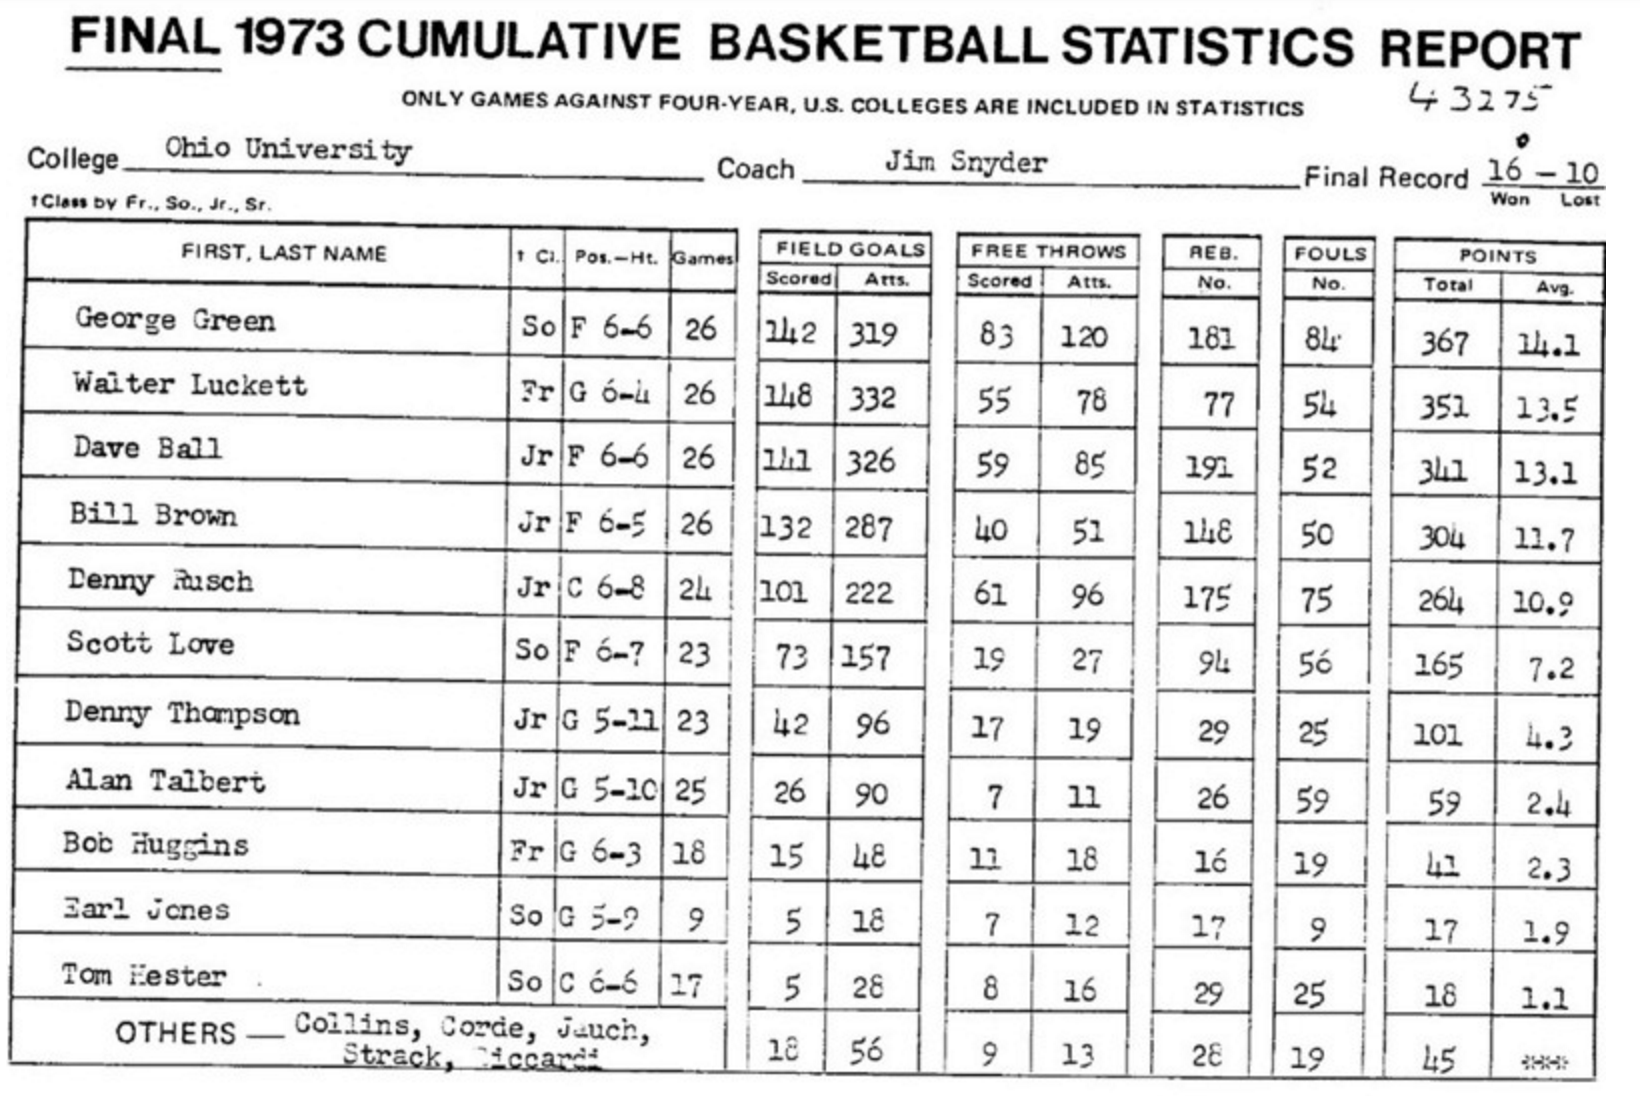 FINAL 1973 CUMULATIVE BASKETBALL STATISTICS REPORT
ONLY GAMES AGAINST FOUR-YEAR, U.S. COLLEGES ARE INCLUDED IN STATISTICS 43275
College Ohio University Coach Jim Snyder Final Record 16 – 10
†Class by Fr., So., Jr., Sr. Won Lost
FIRST, LAST NAME † Cl. Pos.—Ht. Games FIELD GOALS FREE THROWS REB. FOULS POINTS
Scored Atts. Scored Atts. No. No. Total Avg.
George Green So F 6-6 26 142 319 83 120 181 84 367 14.1
Walter Luckett Fr G 6-4 26 148 332 55 78 77 54 351 13.5
Dave Ball Jr F 6-6 26 141 326 59 85 191 52 341 13.1
Bill Brown Jr F 6-5 26 132 287 40 51 148 50 304 11.7
Denny Rusch Jr C 6-8 24 101 222 61 96 175 75 264 10.9
Scott Love So F 6-7 23 73 157 19 27 94 56 165 7.2
Denny Thompson Jr G 5-11 23 42 96 17 19 29 25 101 4.3
Alan Talbert Jr G 5-10 25 26 90 7 11 26 59 59 2.4
Bob Huggins Fr G 6-3 18 15 48 11 18 16 19 41 2.3
Earl Jones So G 5-9 9 5 18 7 12 17 9 17 1.9
Tom Hester So C 6-6 17 5 28 8 16 29 25 18 1.1
OTHERS — Collins, Corde, Jauch,
Strack, 18 56 9 13 28 19 45 ***